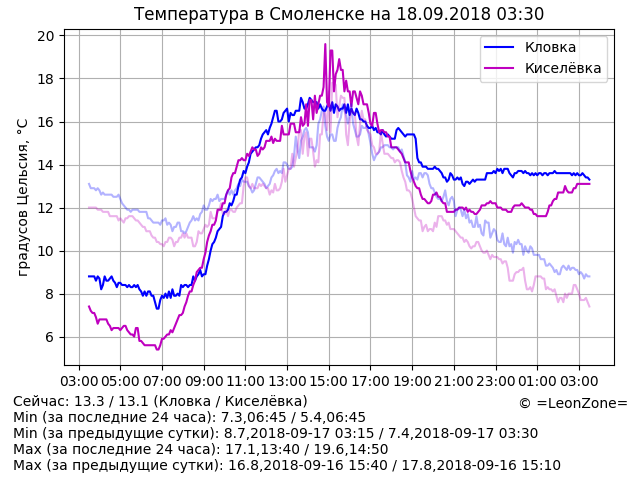 Температура в Смоленске на 18.09.2018 03:30
Кловка
Киселёвка
градусов Цельсия, °C
20
18
16
14
12
10
8
6
03:00 05:00 07:00 09:00 11:00 13:00 15:00 17:00 19:00 21:00 23:00 01:00 03:00
Сейчас: 13.3 / 13.1 (Кловка / Киселёвка)
© =LeonZone=
Min (за последние 24 часа): 7.3,06:45 / 5.4,06:45
Min (за предыдущие сутки): 8.7,2018-09-17 03:15 / 7.4,2018-09-17 03:30
Max (за последние 24 часа): 17.1,13:40 / 19.6,14:50
Max (за предыдущие сутки): 16.8,2018-09-16 15:40 / 17.8,2018-09-16 15:10